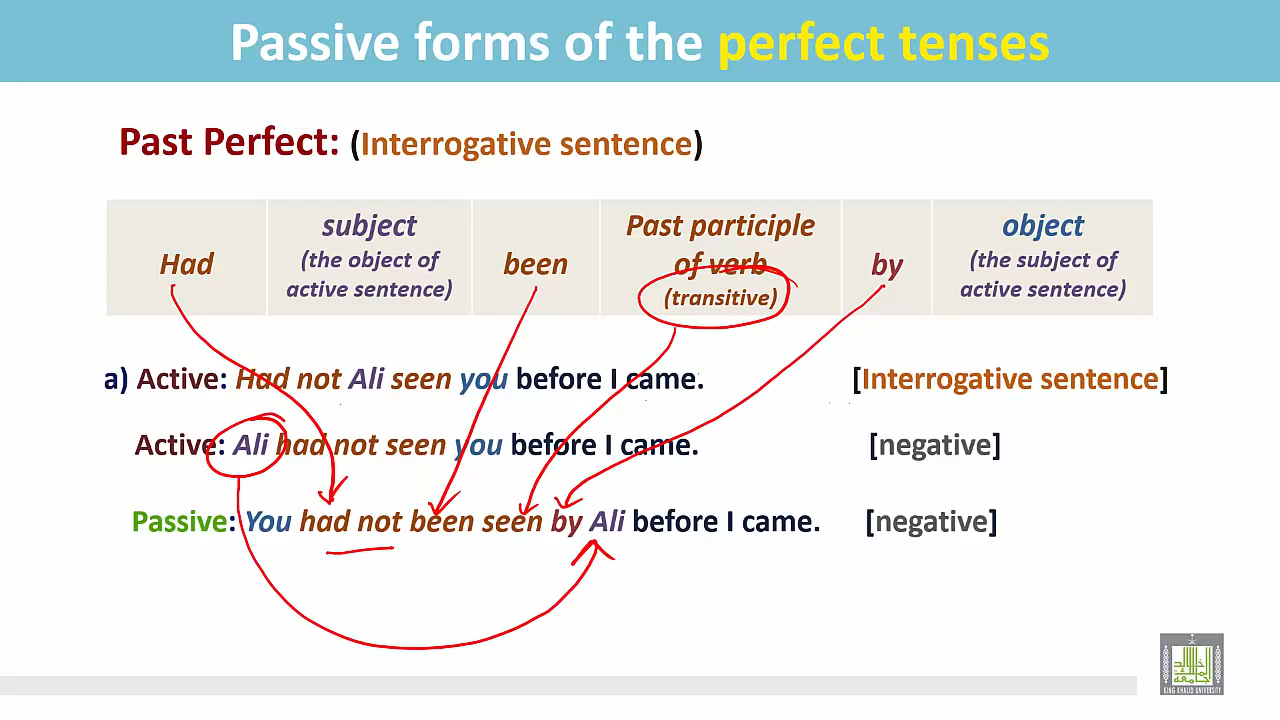 Passive forms of the perfect tenses
Past Perfect: (Interrogative sentence)
Had
subject
(the object of
active sentence)
been
Past participle
of verb
(transitive)
by
object
(the subject of
active sentence)
a) Active: Had not Ali seen you before I came. [Interrogative sentence]
Active: Ali had not seen you before I came. [negative]
Passive: You had not been seen by Ali before I came. [negative]
KING KHALID UNIVERSITY